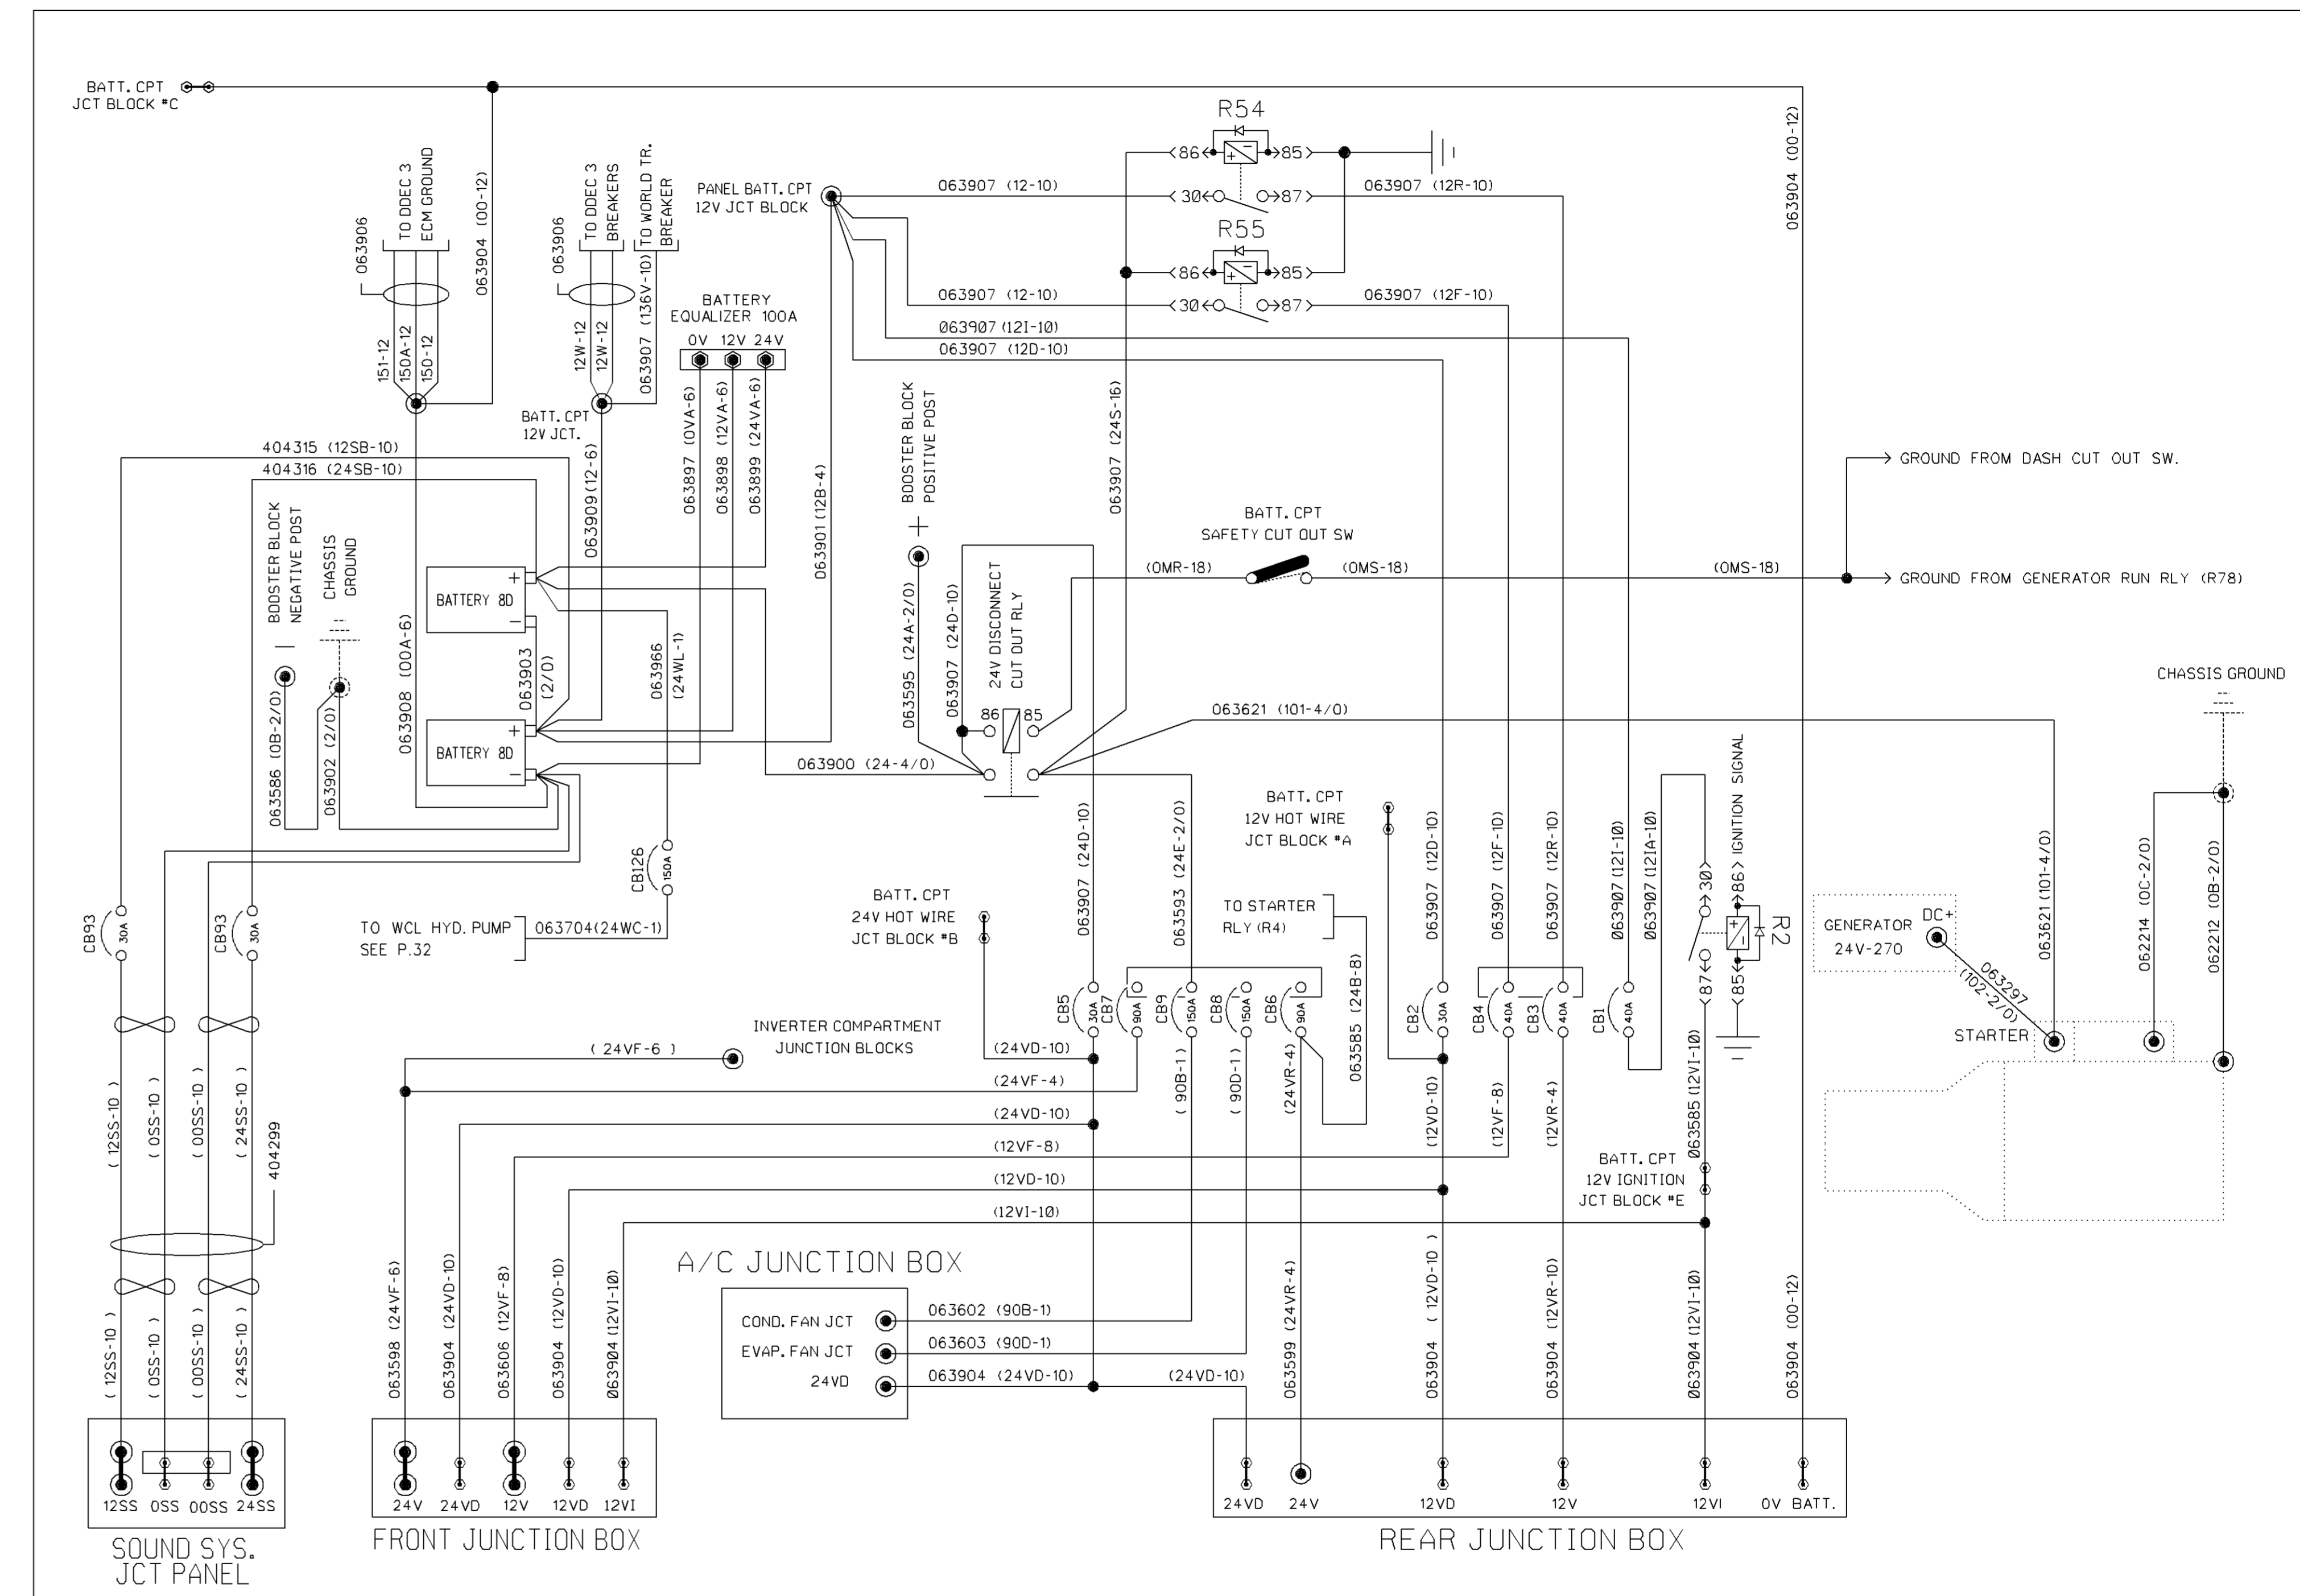 BATT. CPT
JCT BLOCK #C
063906
TO DDEC 3
ECM GROUND
063904 (00-12)
151-12
150A-12
150-12
063906
TO DDEC 3
BREAKERS
TO WORLD TR.
BREAKER
12W-12
12W-12
063907 (136V-10)
BATT. CPT
12V JCT.
PANEL BATT. CPT
12V JCT BLOCK
BATTERY
EQUALIZER 100A
0V 12V 24V
063897 (0VA-6)
063898 (12VA-6)
063899 (24VA-6)
063909 (12-6)
063901 (12B-4)
R54
86 + - 85
063907 (12-10)
30 87
063907 (12R-10)
R55
86 + - 85
063907 (12-10)
30 87
063907 (12F-10)
063907 (12I-10)
063907 (12D-10)
063904 (00-12)
404315 (12SB-10)
404316 (24SB-10)
BOOSTER BLOCK
NEGATIVE POST
CHASSIS
GROUND
063586 (0B-2/0)
063902 (2/0)
063908 (00A-6)
BATTERY 8D
+
-
063903
(2/0)
BATTERY 8D
+
-
063966
(24WL-1)
BOOSTER BLOCK
POSITIVE POST
+
063595 (24A-2/0)
063907 (24D-10)
24V DISCONNECT
CUT OUT RLY
86 85
063907 (24S-16)
063900 (24-4/0)
BATT. CPT
SAFETY CUT OUT SW
(0MR-18)
(0MS-18)
(0MS-18)
GROUND FROM DASH CUT OUT SW.
GROUND FROM GENERATOR RUN RLY (R78)
063621 (101-4/0)
CHASSIS GROUND
CB93
30A
CB93
30A
CB126
150A
TO WCL HYD. PUMP
SEE P.32
063704 (24WC-1)
BATT. CPT
24V HOT WIRE
JCT BLOCK #B
063907 (24D-10)
063593 (24E-2/0)
BATT. CPT
12V HOT WIRE
JCT BLOCK #A
TO STARTER
RLY (R4)
063585 (24B-8)
063907 (12D-10)
063907 (12F-10)
063907 (12R-10)
063907 (12I-10)
063907 (12IA-10)
30
87
86
IGNITION SIGNAL
+ -
85
R2
GENERATOR
24V-270
DC+
063297
(102-2/0)
063621 (101-4/0)
062214 (0C-2/0)
062212 (0B-2/0)
STARTER
CB5
30A
CB7
90A
CB9
150A
CB8
150A
CB6
90A
CB2
30A
CB4
40A
CB3
40A
CB1
40A
INVERTER COMPARTMENT
JUNCTION BLOCKS
( 24VF-6 )
(24VD-10)
(24VF-4)
(24VD-10)
(12VF-8)
(12VD-10)
(12VI-10)
( 90B-1 )
( 90D-1 )
(24VR-4)
(12VD-10)
(12VF-8)
(12VR-4)
063585 (12VI-10)
BATT. CPT
12V IGNITION
JCT BLOCK #E
( 12SS-10 )
( 0SS-10 )
( 00SS-10 )
( 24SS-10 )
404299
( 12SS-10 )
( 0SS-10 )
( 00SS-10 )
( 24SS-10 )
063598 (24VF-6)
063904 (24VD-10)
063606 (12VF-8)
063904 (12VD-10)
063904 (12VI-10)
A/C JUNCTION BOX
COND. FAN JCT
063602 (90B-1)
EVAP. FAN JCT
063603 (90D-1)
24VD
063904 (24VD-10)
(24VD-10)
063599 (24VR-4)
063904 ( 12VD-10 )
063904 (12VR-10)
063904 (12VI-10)
063904 (00-12)
12SS 0SS 00SS 24SS
SOUND SYS.
JCT PANEL
24V 24VD 12V 12VD 12VI
FRONT JUNCTION BOX
24VD 24V 12VD 12V 12VI 0V BATT.
REAR JUNCTION BOX